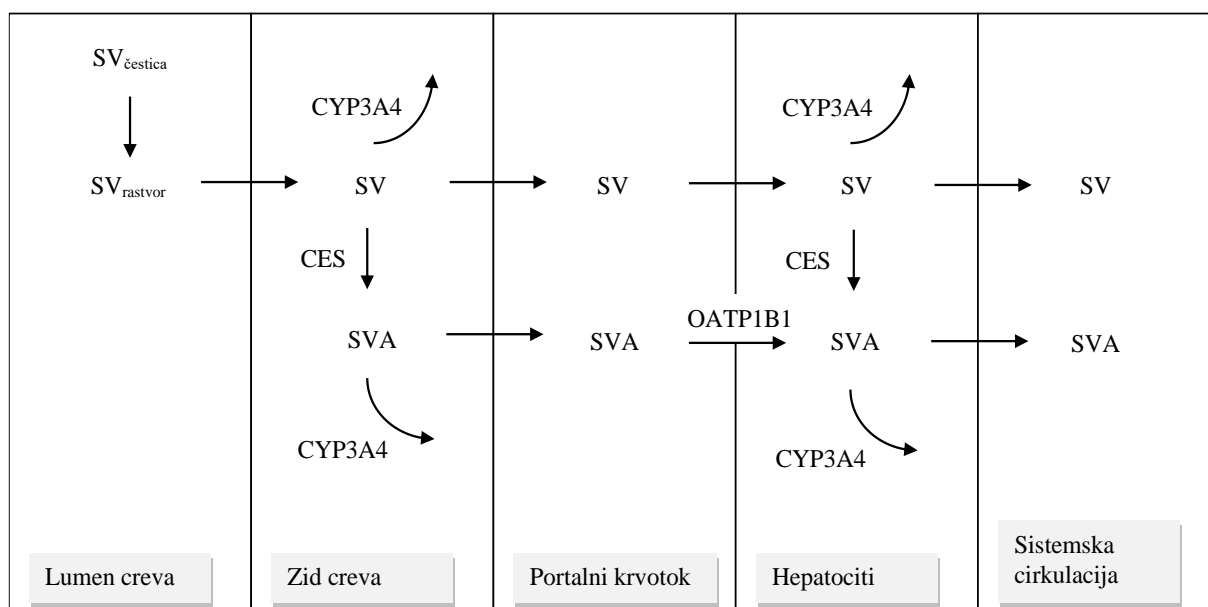 SVčestica
CYP3A4
CYP3A4
SVrastvor
SV
SV
SV
SV
CES
CES
OATP1B1
SVA
SVA
SVA
SVA
CYP3A4
CYP3A4
Lumen creva
Zid creva
Portalni krvotok
Hepatociti
Sistemska
cirkulacija